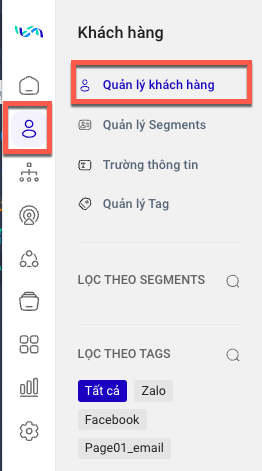 Khách hàng
Quản lý khách hàng
Quản lý Segments
Trường thông tin
Quản lý Tag
LỌC THEO SEGMENTS
LỌC THEO TAGS
Tất cả Zalo
Facebook
Page01_email